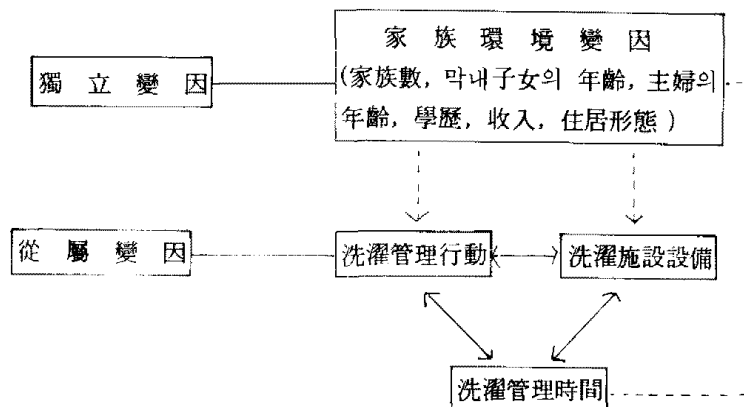 家族環境變因
獨立變因
(家族數, 막내子女의 年齡, 主婦의
年齡, 學歷, 收入, 住居形態)
從屬變因
洗濯管理行動
洗濯施設設備
洗濯管理時間